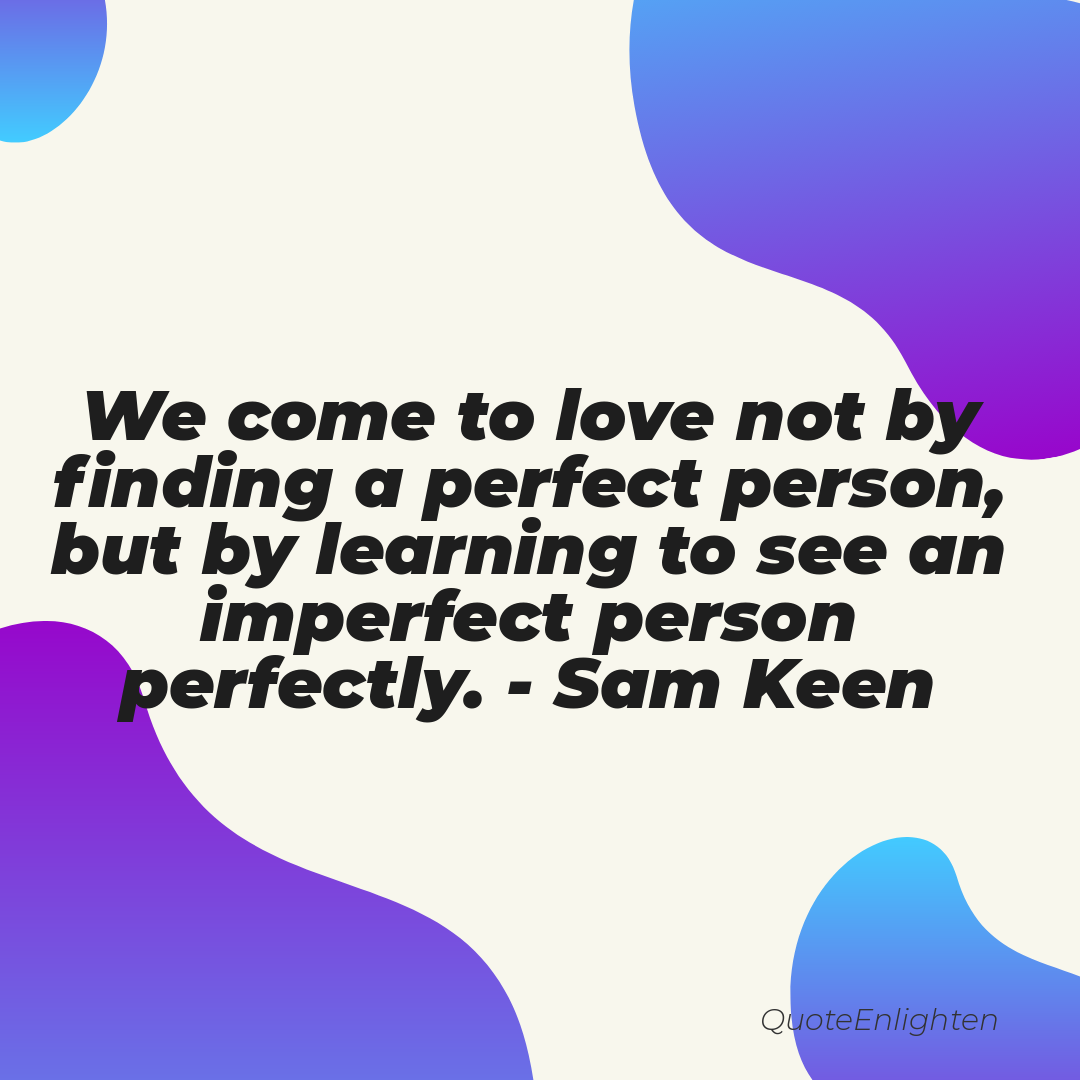 We come to love not by
finding a perfect person,
but by learning to see an
imperfect person
perfectly. - Sam Keen
QuoteEnlighten